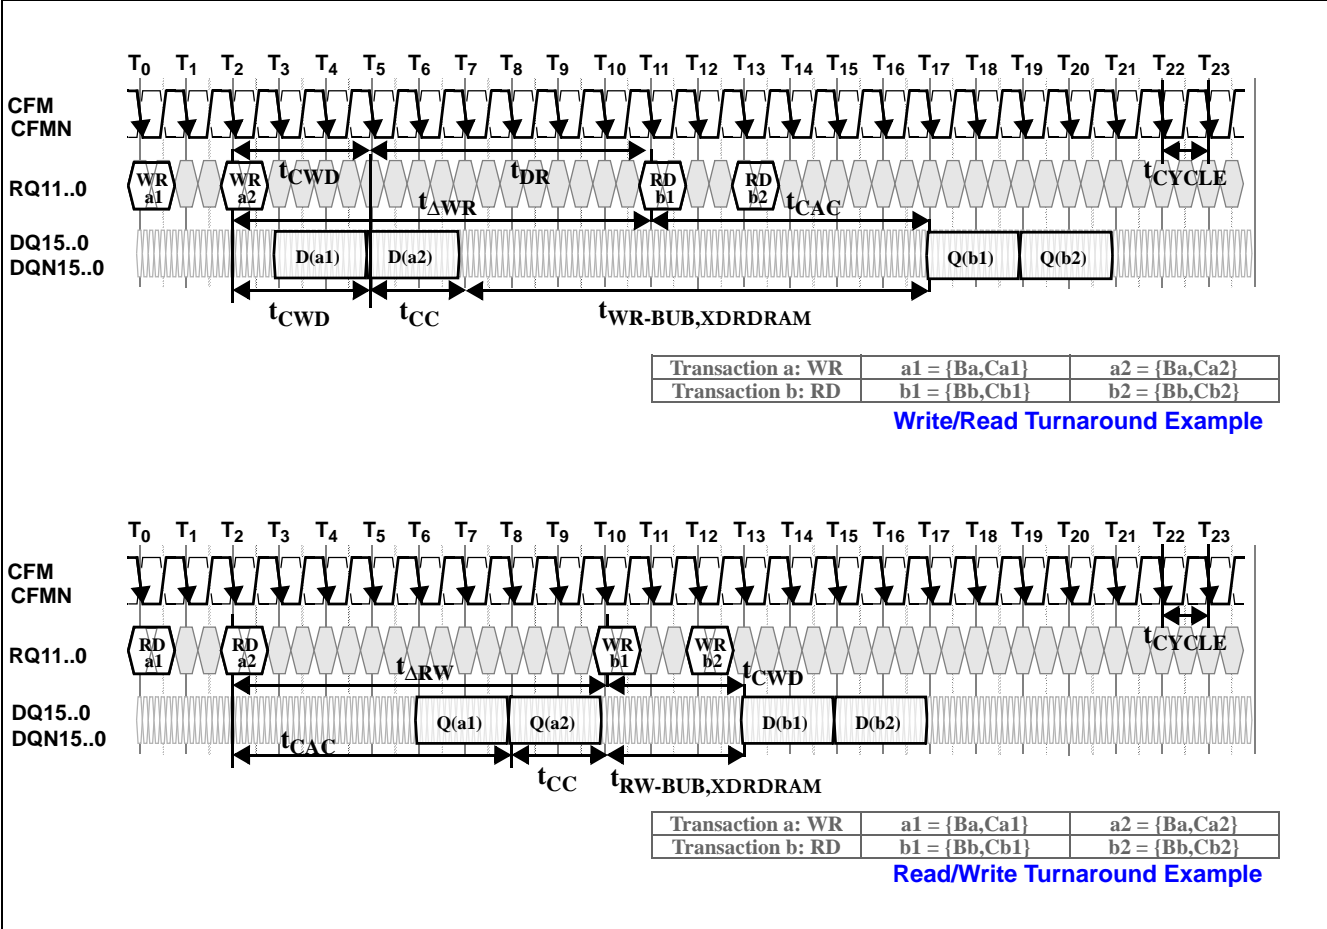 T0 T1 T2 T3 T4 T5 T6 T7 T8 T9 T10 T11 T12 T13 T14 T15 T16 T17 T18 T19 T20 T21 T22 T23
CFM
CFMN
tCWD tDR tCYCLE
RQ11..0 WR a1 WR a2 RD b1 RD b2
tΔWR tCAC
DQ15..0
DQN15..0 D(a1) D(a2) Q(b1) Q(b2)
tCWD tCC tWR-BUB,XDRDRAM
Transaction a: WR a1 = {Ba,Ca1} a2 = {Ba,Ca2}
Transaction b: RD b1 = {Bb,Cb1} b2 = {Bb,Cb2}
Write/Read Turnaround Example
T0 T1 T2 T3 T4 T5 T6 T7 T8 T9 T10 T11 T12 T13 T14 T15 T16 T17 T18 T19 T20 T21 T22 T23
CFM
CFMN
tCYCLE
RQ11..0 RD a1 RD a2 WR b1 WR b2
tΔRW tCWD
DQ15..0
DQN15..0 Q(a1) Q(a2) D(b1) D(b2)
tCAC tCC tRW-BUB,XDRDRAM
Transaction a: WR a1 = {Ba,Ca1} a2 = {Ba,Ca2}
Transaction b: RD b1 = {Bb,Cb1} b2 = {Bb,Cb2}
Read/Write Turnaround Example